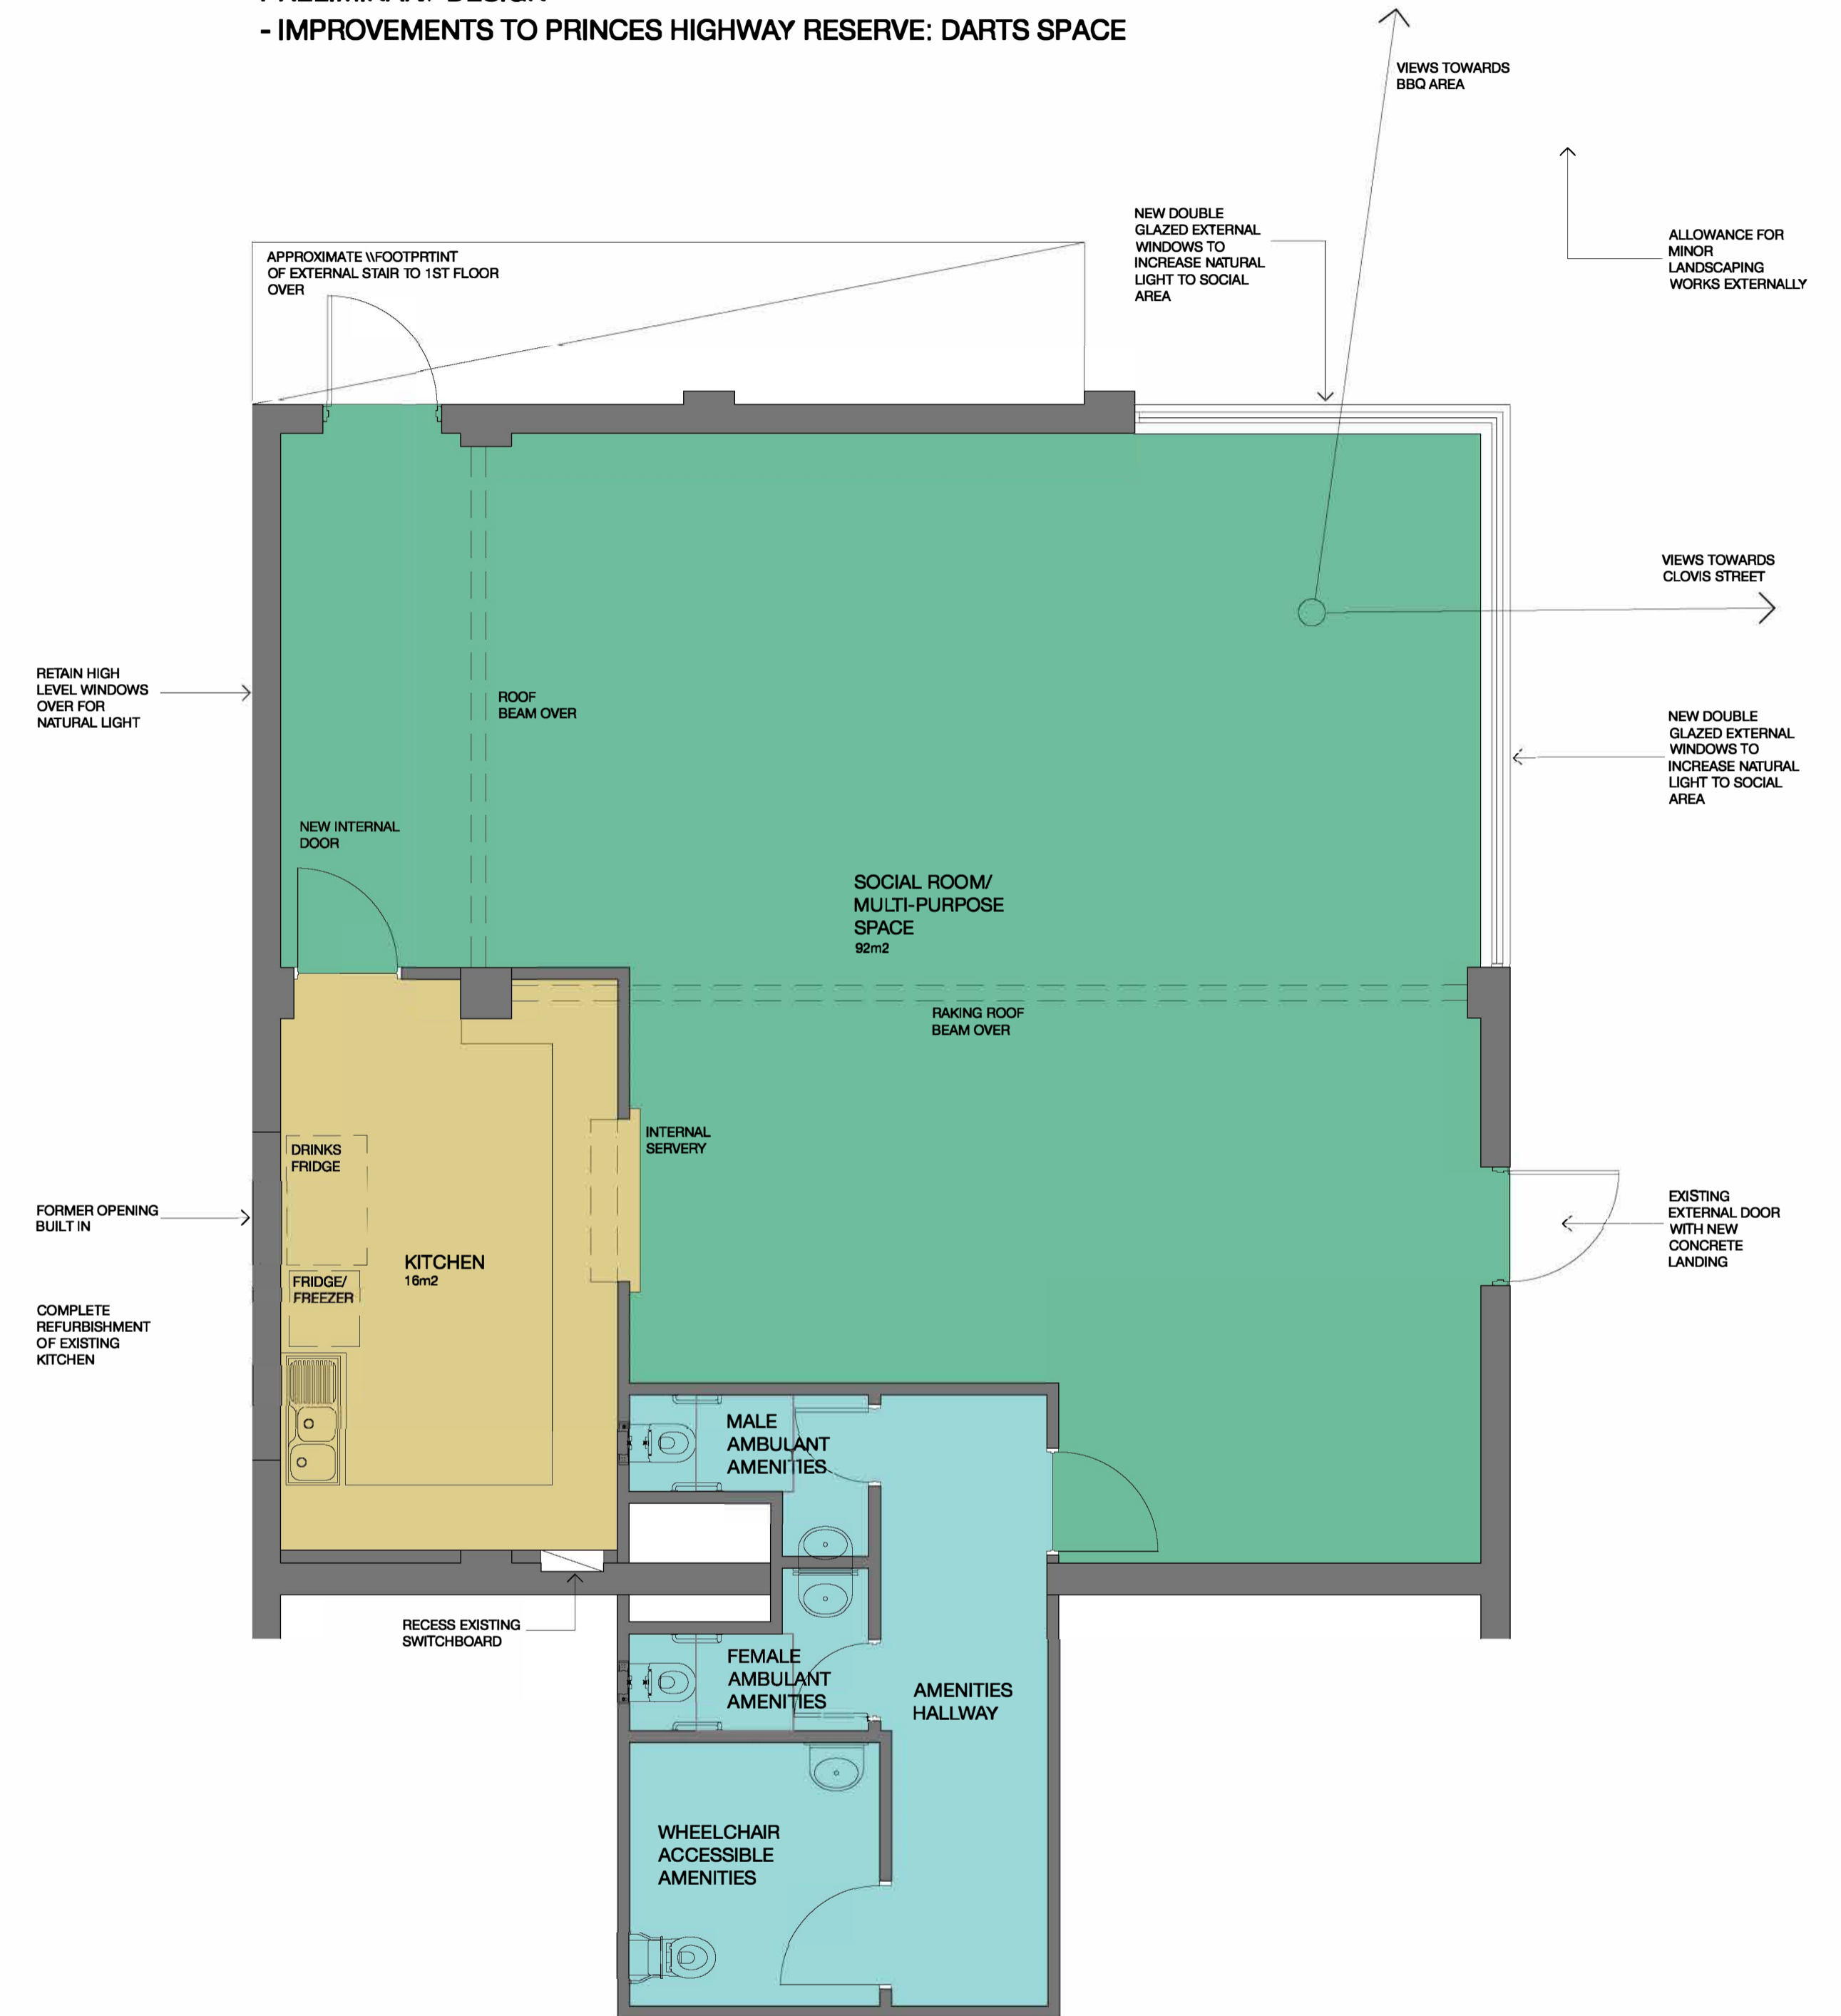 - IMPROVEMENTS TO PRINCES HIGHWAY RESERVE: DARTS SPACE
VIEWS TOWARDS
BBQ AREA
NEW DOUBLE
GLAZED EXTERNAL
WINDOWS TO
INCREASE NATURAL
LIGHT TO SOCIAL
AREA
ALLOWANCE FOR
MINOR
LANDSCAPING
WORKS EXTERNALLY
APPROXIMATE \\FOOTPRTINT
OF EXTERNAL STAIR TO 1ST FLOOR
OVER
VIEWS TOWARDS
CLOVIS STREET
RETAIN HIGH
LEVEL WINDOWS
OVER FOR
NATURAL LIGHT
ROOF
BEAM OVER
NEW DOUBLE
GLAZED EXTERNAL
WINDOWS TO
INCREASE NATURAL
LIGHT TO SOCIAL
AREA
NEW INTERNAL
DOOR
SOCIAL ROOM/
MULTI-PURPOSE
SPACE
92m2
RAKING ROOF
BEAM OVER
DRINKS
FRIDGE
INTERNAL
SERVERY
FORMER OPENING
BUILT IN
KITCHEN
16m2
FRIDGE/
FREEZER
EXISTING
EXTERNAL DOOR
WITH NEW
CONCRETE
LANDING
COMPLETE
REFURBISHMENT
OF EXISTING
KITCHEN
MALE
AMBULANT
AMENITIES
RECESS EXISTING
SWITCHBOARD
FEMALE
AMBULANT
AMENITIES
AMENITIES
HALLWAY
WHEELCHAIR
ACCESSIBLE
AMENITIES